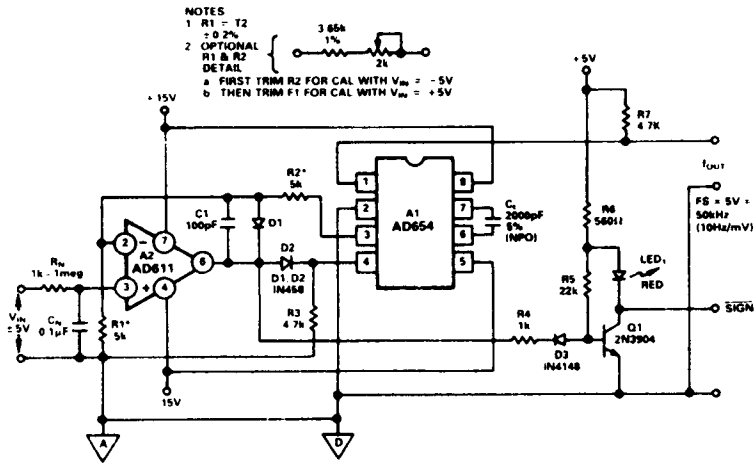 NOTES
1 R1 = T2
± 0.2%
2 OPTIONAL
R1 & R2
DETAIL
3.65k
1%
2k
a FIRST TRIM R2 FOR CAL WITH VIN = −5V
b THEN TRIM F1 FOR CAL WITH VIN = +5V
+ 15V
+ 5V
R7
4.7K
R2*
5k
C1
100pF
D1
A1
AD654
1
2
3
4
8
7
6
5
Ct
2000pF
5%
(NPO)
R6
560Ω
fOUT
FS = 5V =
50kHz
(10Hz/mV)
RN
1k - 1meg
2
−
7
A2
AD611
6
3
+
4
D2
D1, D2
IN458
R5
22k
LED1
RED
VIN
±5V
CN
0.1µF
R1*
5k
R3
4.7k
R4
1k
D3
IN4148
Q1
2N3904
SIGN
15V
A
D